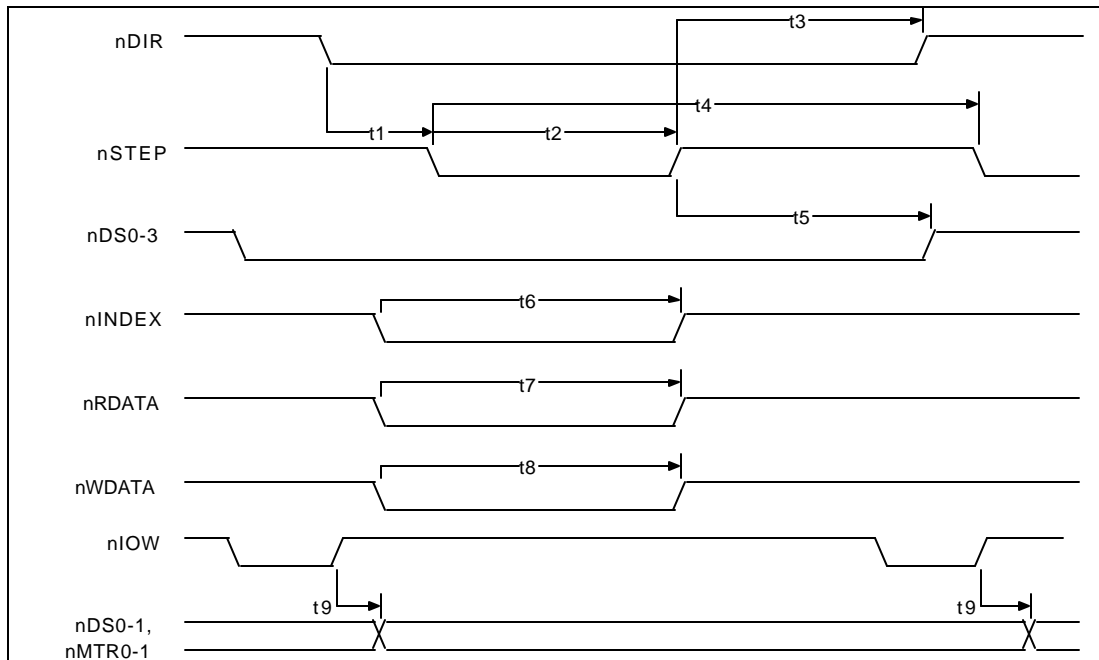 nDIR
t3
t4
t1
t2
nSTEP
t5
nDS0-3
t6
nINDEX
t7
nRDATA
t8
nWDATA
nIOW
t9
t9
nDS0-1,
nMTR0-1